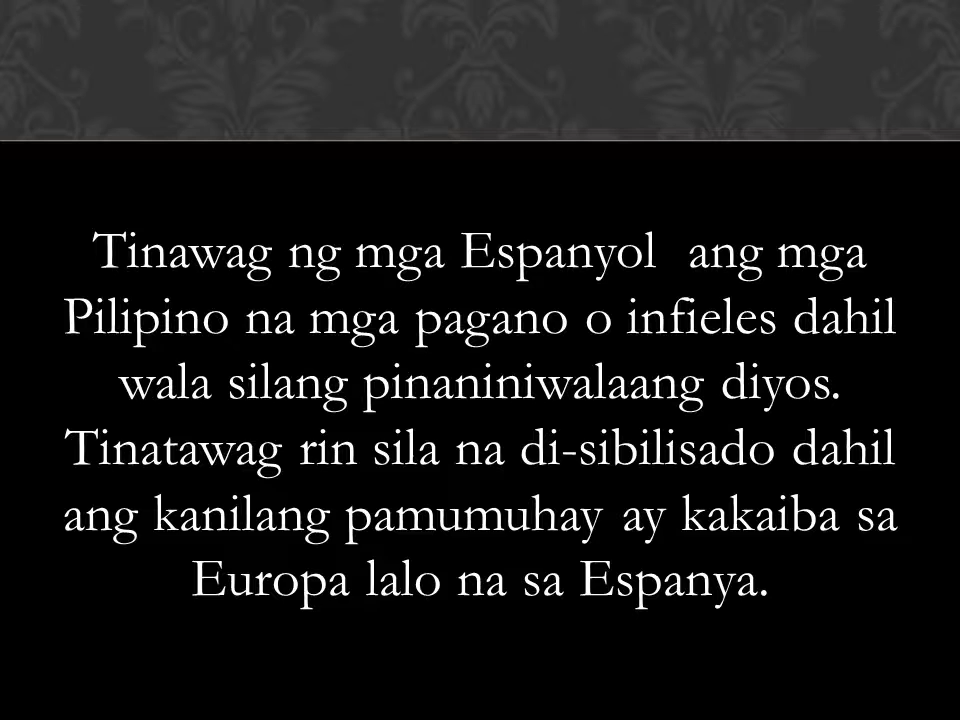 Tinawag ng mga Espanyol  ang mga
Pilipino na mga pagano o infieles dahil
wala silang pinaniniwalaang diyos.
Tinatawag rin sila na di-sibilisado dahil
ang kanilang pamumuhay ay kakaiba sa
Europa lalo na sa Espanya.